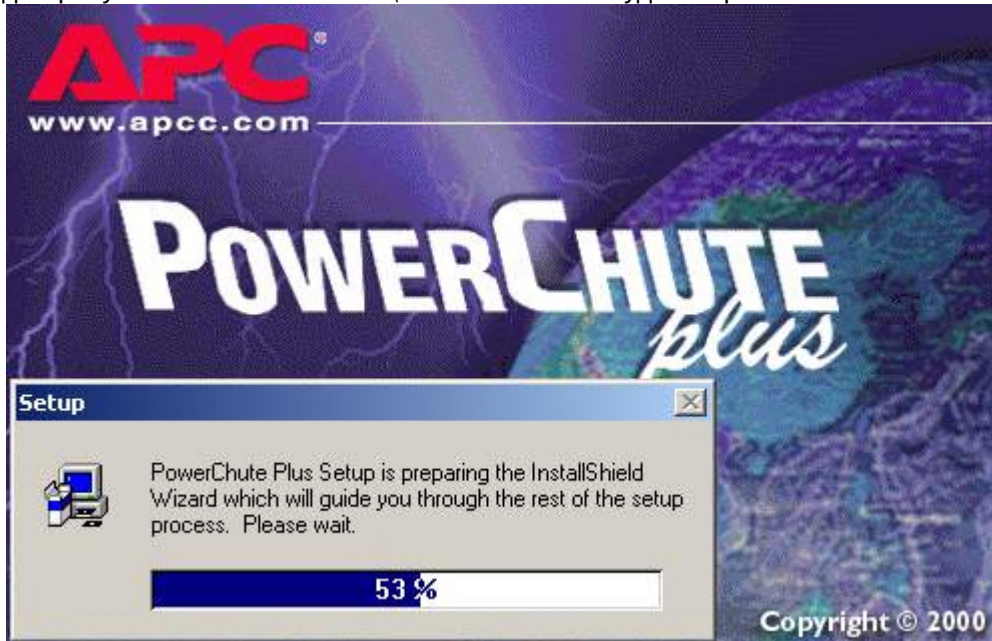 APC®
www.apcc.com
POWERCHUTE
plus
Setup
PowerChute Plus Setup is preparing the InstallShield
Wizard which will guide you through the rest of the setup
process. Please wait.
53 %
Copyright © 2000